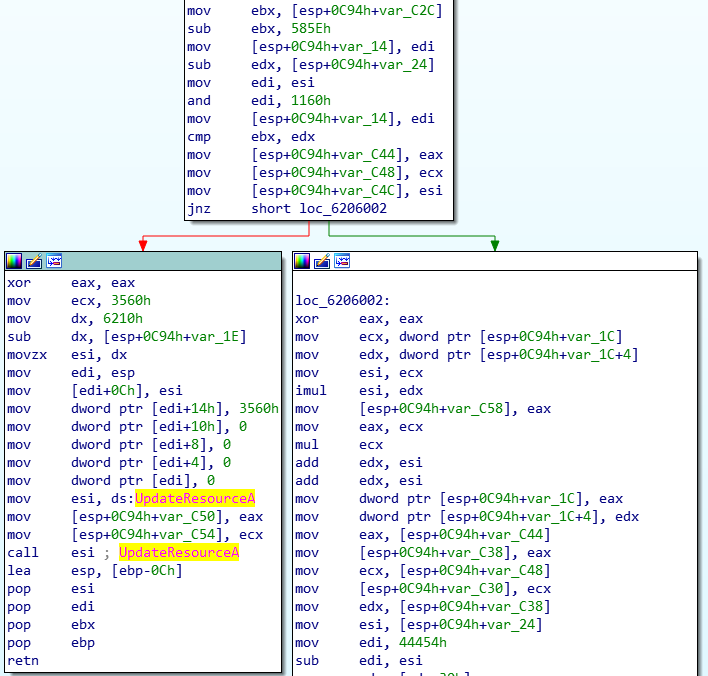 mov ebx, [esp+0C94h+var_C2C]
sub ebx, 585Eh
mov [esp+0C94h+var_14], edi
sub edx, [esp+0C94h+var_24]
mov edi, esi
and edi, 1160h
mov [esp+0C94h+var_14], edi
cmp ebx, edx
mov [esp+0C94h+var_C44], eax
mov [esp+0C94h+var_C48], ecx
mov [esp+0C94h+var_C4C], esi
jnz short loc_6206002
xor eax, eax
mov ecx, 3560h
mov dx, 6210h
sub dx, [esp+0C94h+var_1E]
movzx esi, dx
mov edi, esp
mov [edi+0Ch], esi
mov dword ptr [edi+14h], 3560h
mov dword ptr [edi+10h], 0
mov dword ptr [edi+8], 0
mov dword ptr [edi+4], 0
mov dword ptr [edi], 0
mov esi, ds:UpdateResourceA
mov [esp+0C94h+var_C50], eax
mov [esp+0C94h+var_C54], ecx
call esi ; UpdateResourceA
lea esp, [ebp-0Ch]
pop esi
pop edi
pop ebx
pop ebp
retn
loc_6206002:
xor eax, eax
mov ecx, dword ptr [esp+0C94h+var_1C]
mov edx, dword ptr [esp+0C94h+var_1C+4]
mov esi, ecx
imul esi, edx
mov [esp+0C94h+var_C58], eax
mov eax, ecx
mul ecx
add edx, esi
add edx, esi
mov dword ptr [esp+0C94h+var_1C], eax
mov dword ptr [esp+0C94h+var_1C+4], edx
mov eax, [esp+0C94h+var_C44]
mov [esp+0C94h+var_C38], eax
mov ecx, [esp+0C94h+var_C48]
mov [esp+0C94h+var_C30], ecx
mov edx, [esp+0C94h+var_C38]
mov esi, [esp+0C94h+var_24]
mov edi, 44454h
sub edi, esi